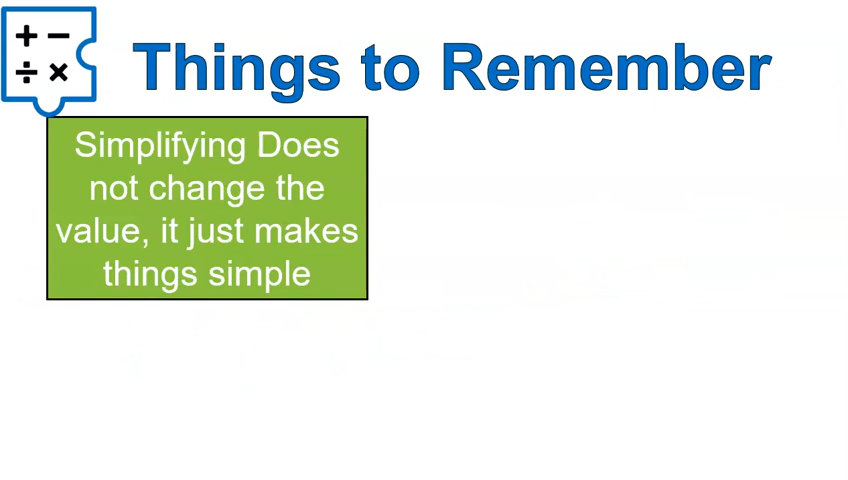 + −
÷ ×
Things to Remember
Simplifying Does
not change the
value, it just makes
things simple